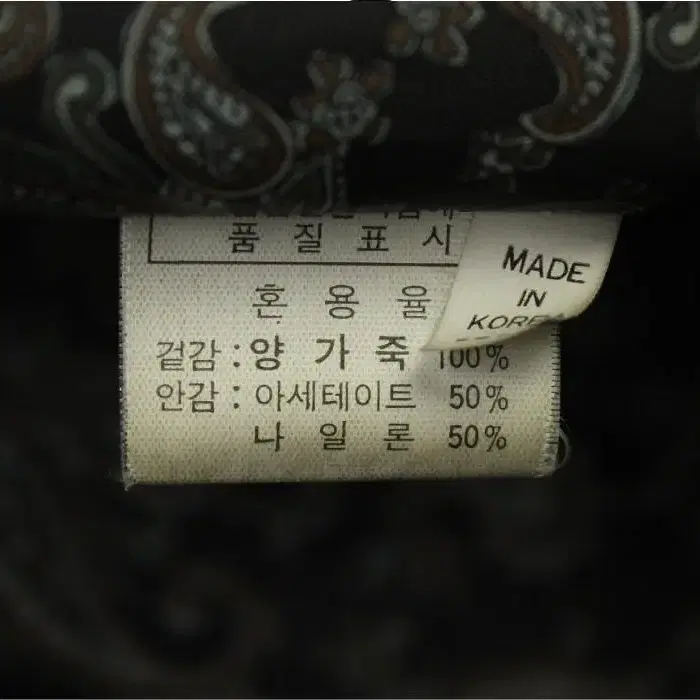 품 질 표 시
MADE
IN
KOREA
혼 용 율
겉감 : 양 가 죽 100%
안감 : 아세테이트 50%
나 일 론 50%